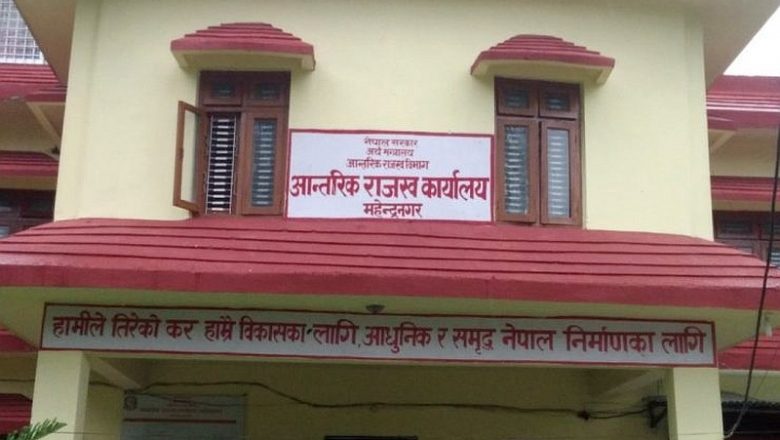 नेपाल सरकार
अर्थ मन्त्रालय
आन्तरिक राजस्व विभाग
आन्तरिक राजस्व कार्यालय
महेन्द्रनगर
हामीले तिरेको कर हाम्रै विकासका लागि, आधुनिक र समृद्ध नेपाल निर्माणका लागि